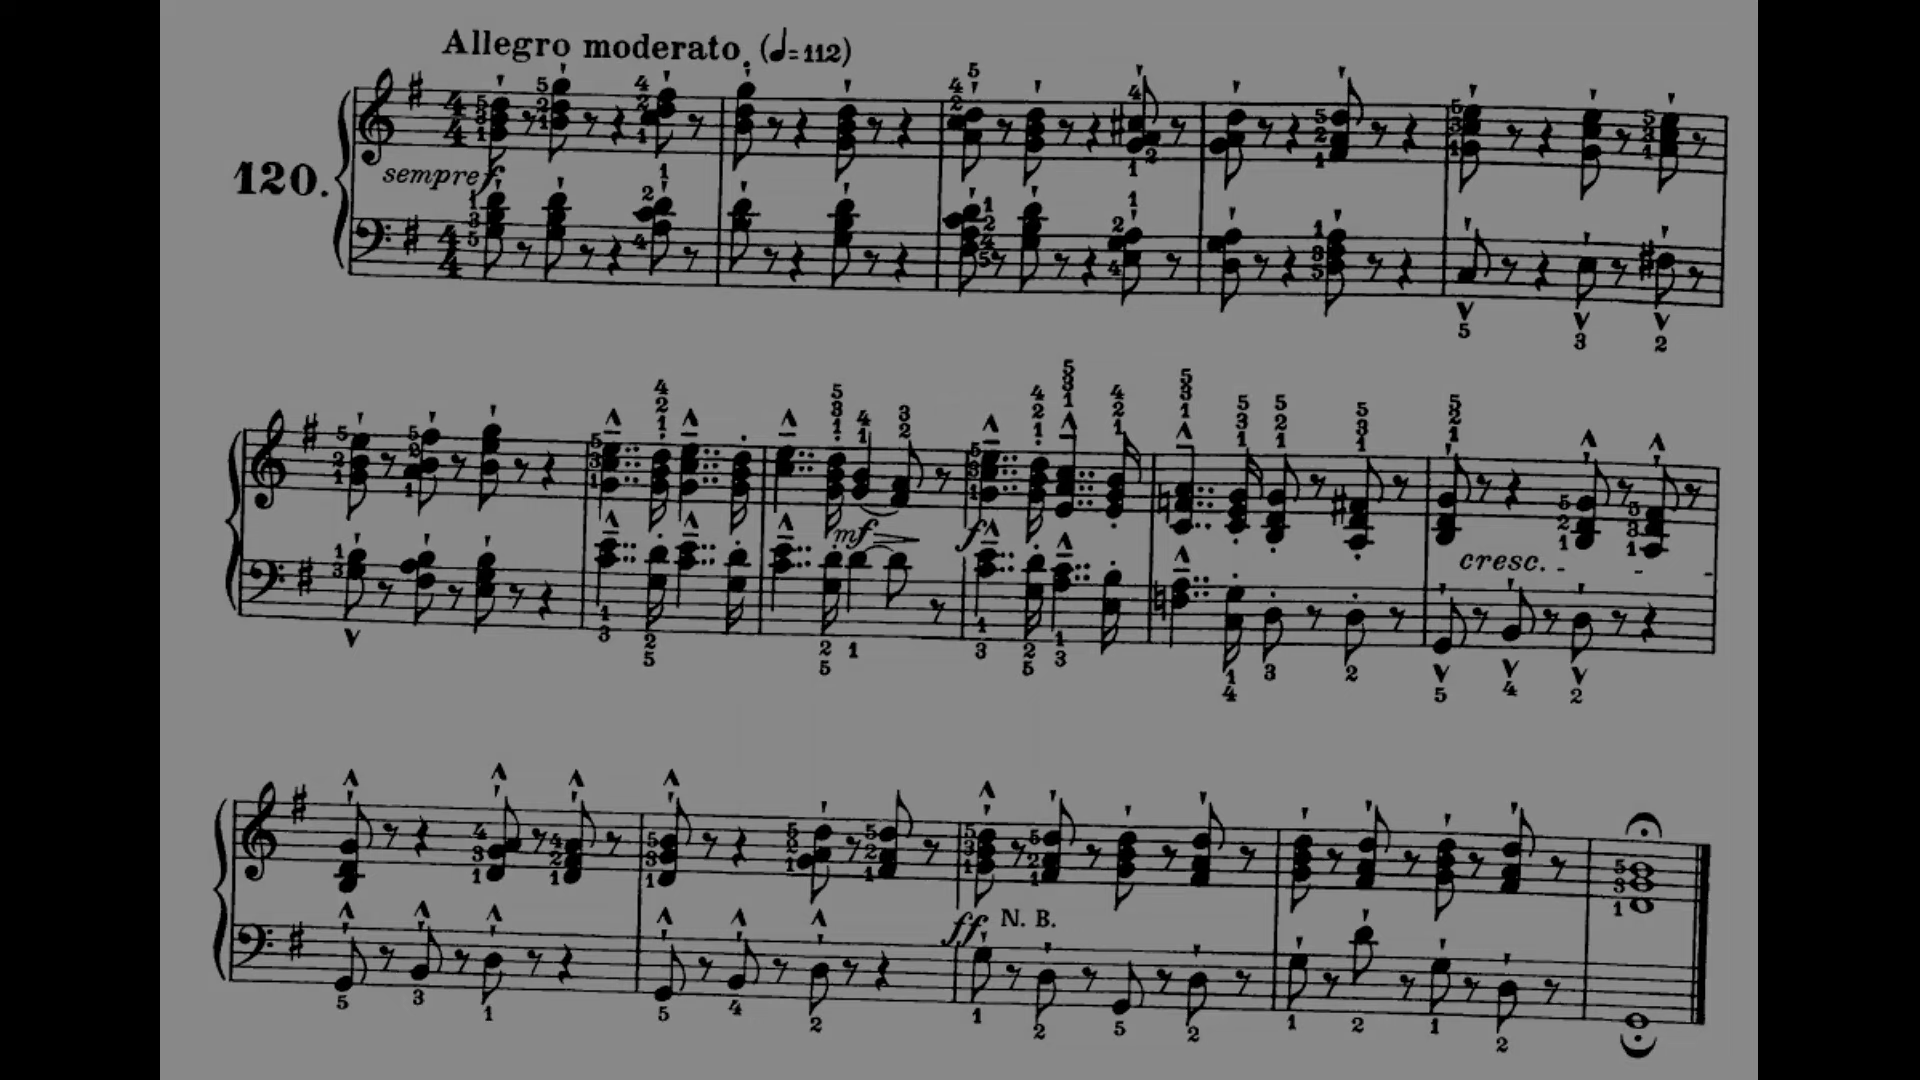 Allegro moderato. (♩=112)
120.
sempre f
mf
f
cresc. - - -
ff N. B.